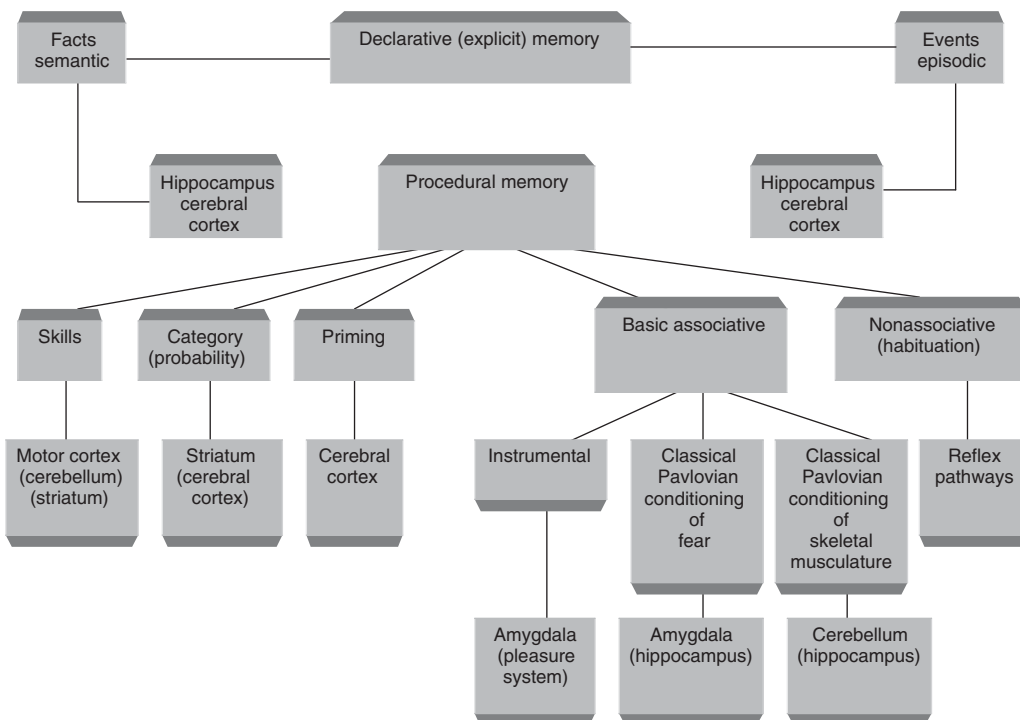 Facts
semantic
Declarative (explicit) memory
Events
episodic
Hippocampus
cerebral
cortex
Procedural memory
Hippocampus
cerebral
cortex
Skills
Category
(probability)
Priming
Basic associative
Nonassociative
(habituation)
Motor cortex
(cerebellum)
(striatum)
Striatum
(cerebral
cortex)
Cerebral
cortex
Instrumental
Classical
Pavlovian
conditioning
of
fear
Classical
Pavlovian
conditioning
of
skeletal
musculature
Reflex
pathways
Amygdala
(pleasure
system)
Amygdala
(hippocampus)
Cerebellum
(hippocampus)